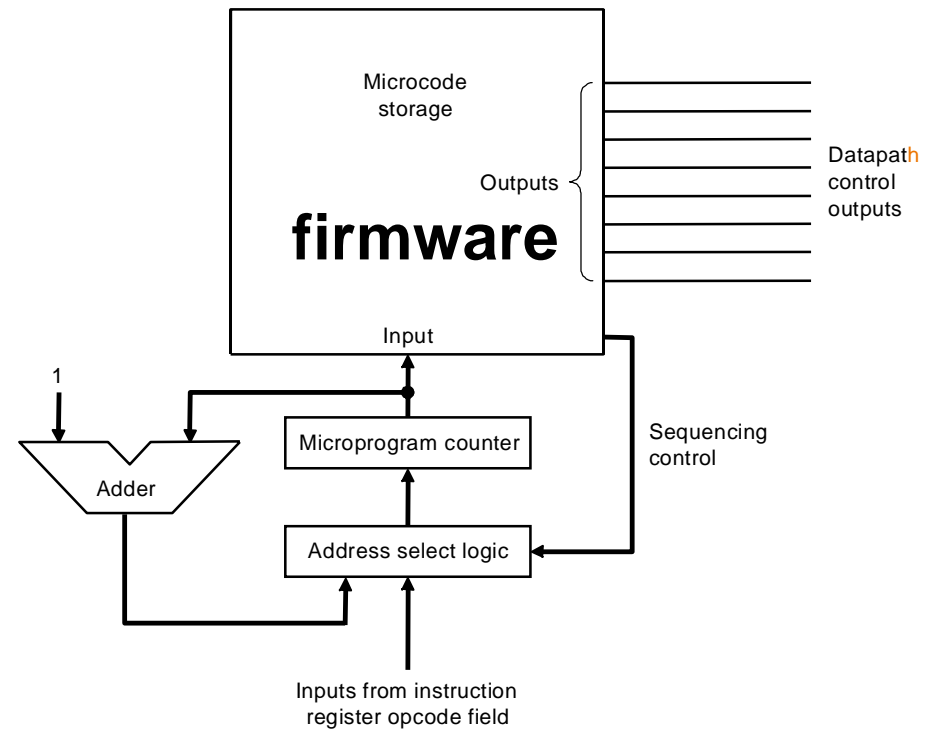 Microcode
storage
Outputs
firmware
Datapath
control
outputs
Input
1
Microprogram counter
Sequencing
control
Adder
Address select logic
Inputs from instruction
register opcode field